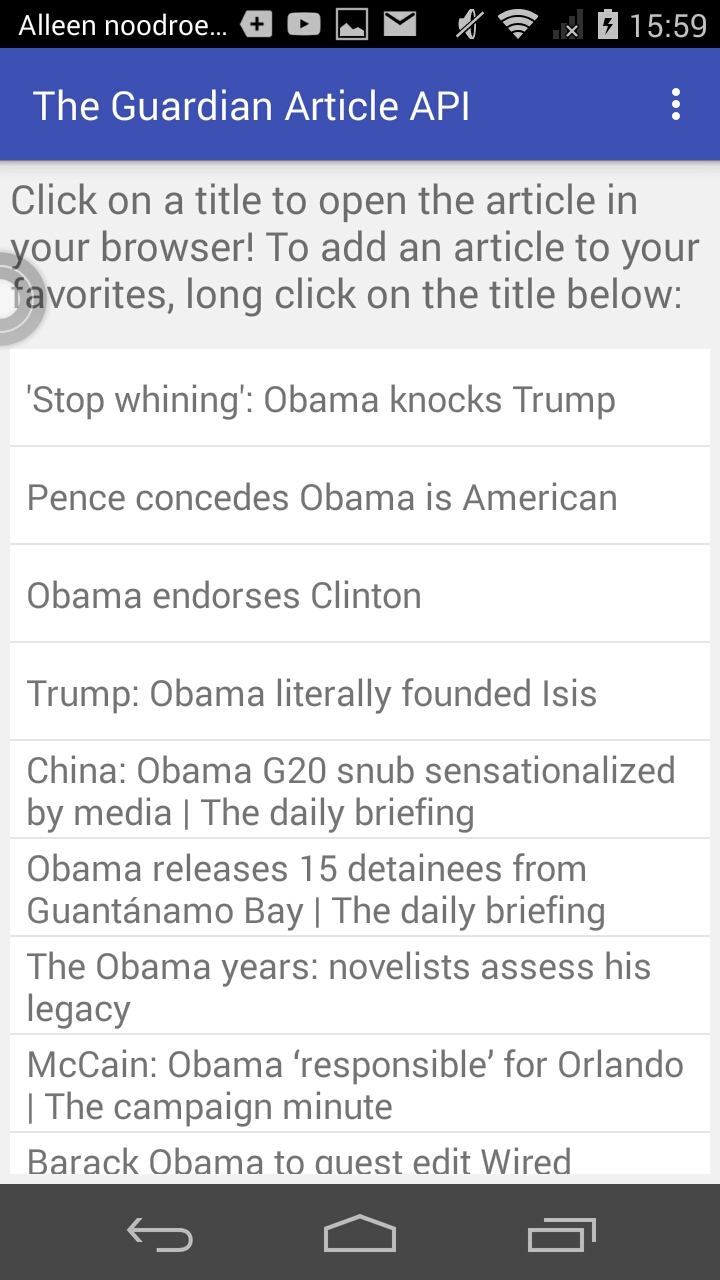 Alleen noodroe... 15:59
The Guardian Article API
Click on a title to open the article in
your browser! To add an article to your
favorites, long click on the title below:
'Stop whining': Obama knocks Trump
Pence concedes Obama is American
Obama endorses Clinton
Trump: Obama literally founded Isis
China: Obama G20 snub sensationalized
by media | The daily briefing
Obama releases 15 detainees from
Guantánamo Bay | The daily briefing
The Obama years: novelists assess his
legacy
McCain: Obama ‘responsible’ for Orlando
| The campaign minute
Barack Obama to guest edit Wired